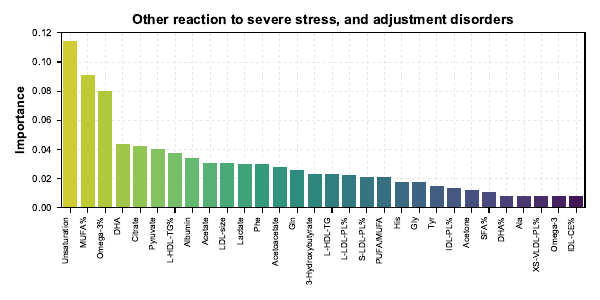 Other reaction to severe stress, and adjustment disorders
Importance
0.12
0.10
0.08
0.06
0.04
0.02
0.00
Unsaturation
MUFA%
Omega-3%
DHA
Citrate
Pyruvate
L-HDL-TG%
Albumin
Acetate
LDL-size
Lactate
Phe
Acetoacetate
Gln
3-Hydroxybutyrate
L-HDL-TG
L-LDL-PL%
S-LDL-PL%
PUFA/MUFA
His
Gly
Tyr
IDL-PL%
Acetone
SFA%
DHA%
Ala
XS-VLDL-PL%
Omega-3
IDL-CE%